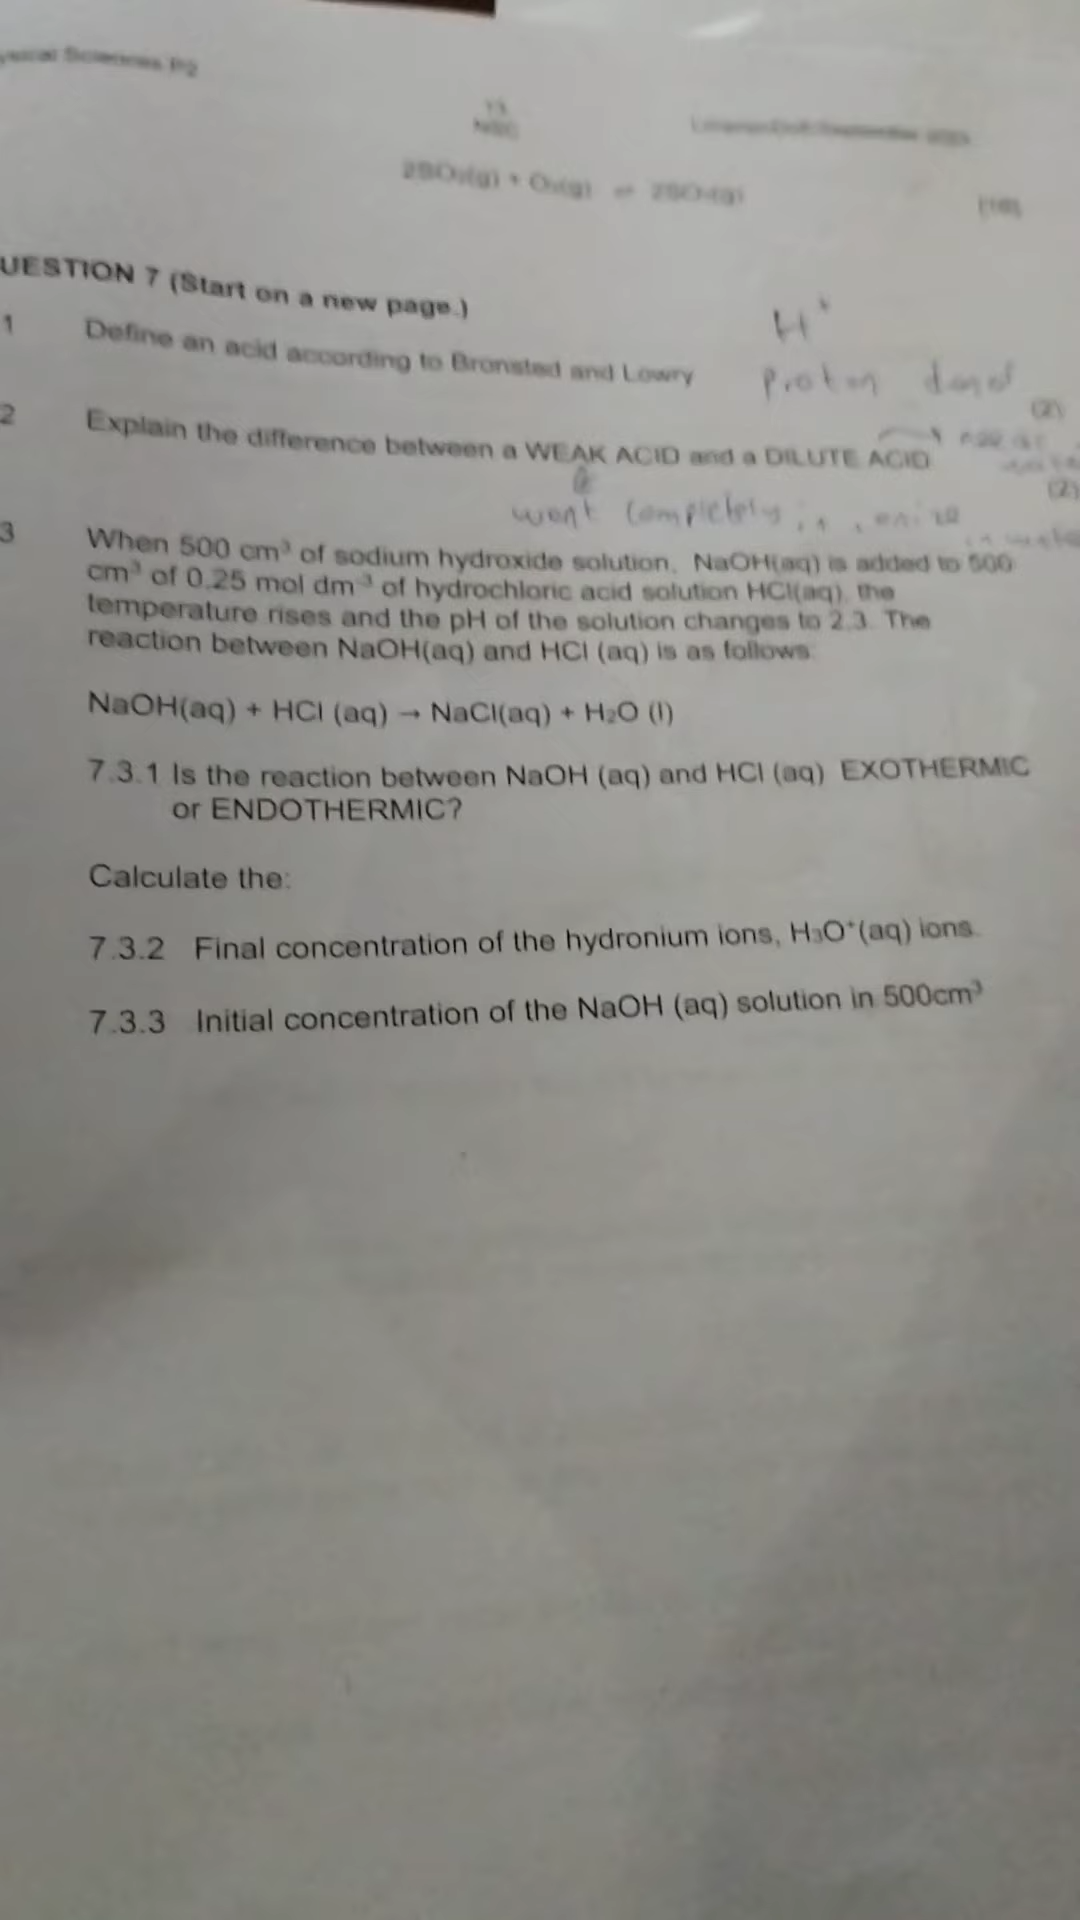 Sciences P2
2SO₂(g) + O₂(g) ⇌ 2SO₃(g)
UESTION 7 (Start on a new page.)
1 Define an acid according to Bronsted and Lowry
H⁺
proton donor
(2)
2 Explain the difference between a WEAK ACID and a DILUTE ACID
(2)
wont completely
3 When 500 cm³ of sodium hydroxide solution, NaOH(aq) is added to 500
cm³ of 0.25 mol dm⁻³ of hydrochloric acid solution HCl(aq), the
temperature rises and the pH of the solution changes to 2.3. The
reaction between NaOH(aq) and HCl (aq) is as follows:
NaOH(aq) + HCl (aq) → NaCl(aq) + H₂O (l)
7.3.1 Is the reaction between NaOH (aq) and HCl (aq) EXOTHERMIC
or ENDOTHERMIC?
Calculate the:
7.3.2 Final concentration of the hydronium ions, H₃O⁺(aq) ions.
7.3.3 Initial concentration of the NaOH (aq) solution in 500cm³